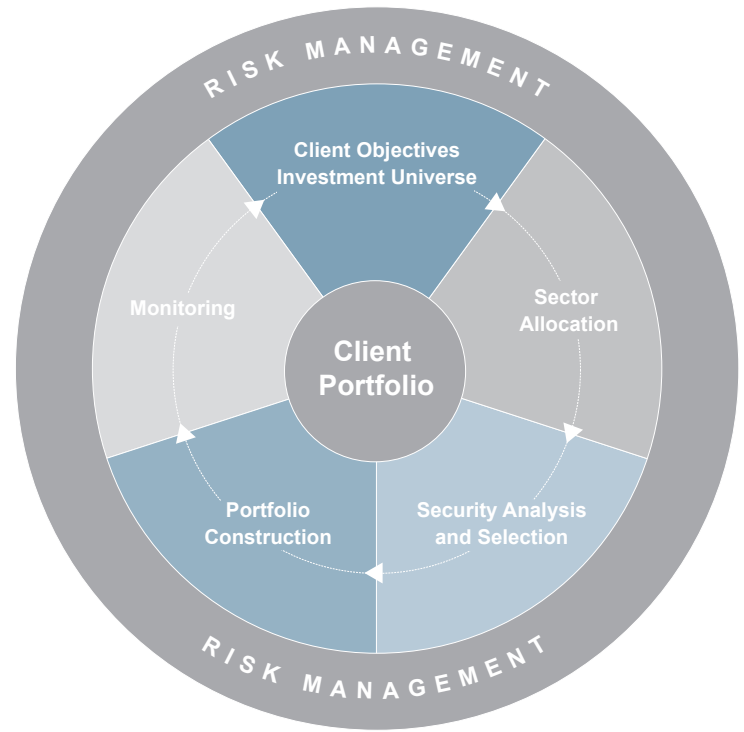 RISK MANAGEMENT
Client Objectives
Investment Universe
Sector
Allocation
Security Analysis
and Selection
Portfolio
Construction
Monitoring
Client
Portfolio
RISK MANAGEMENT